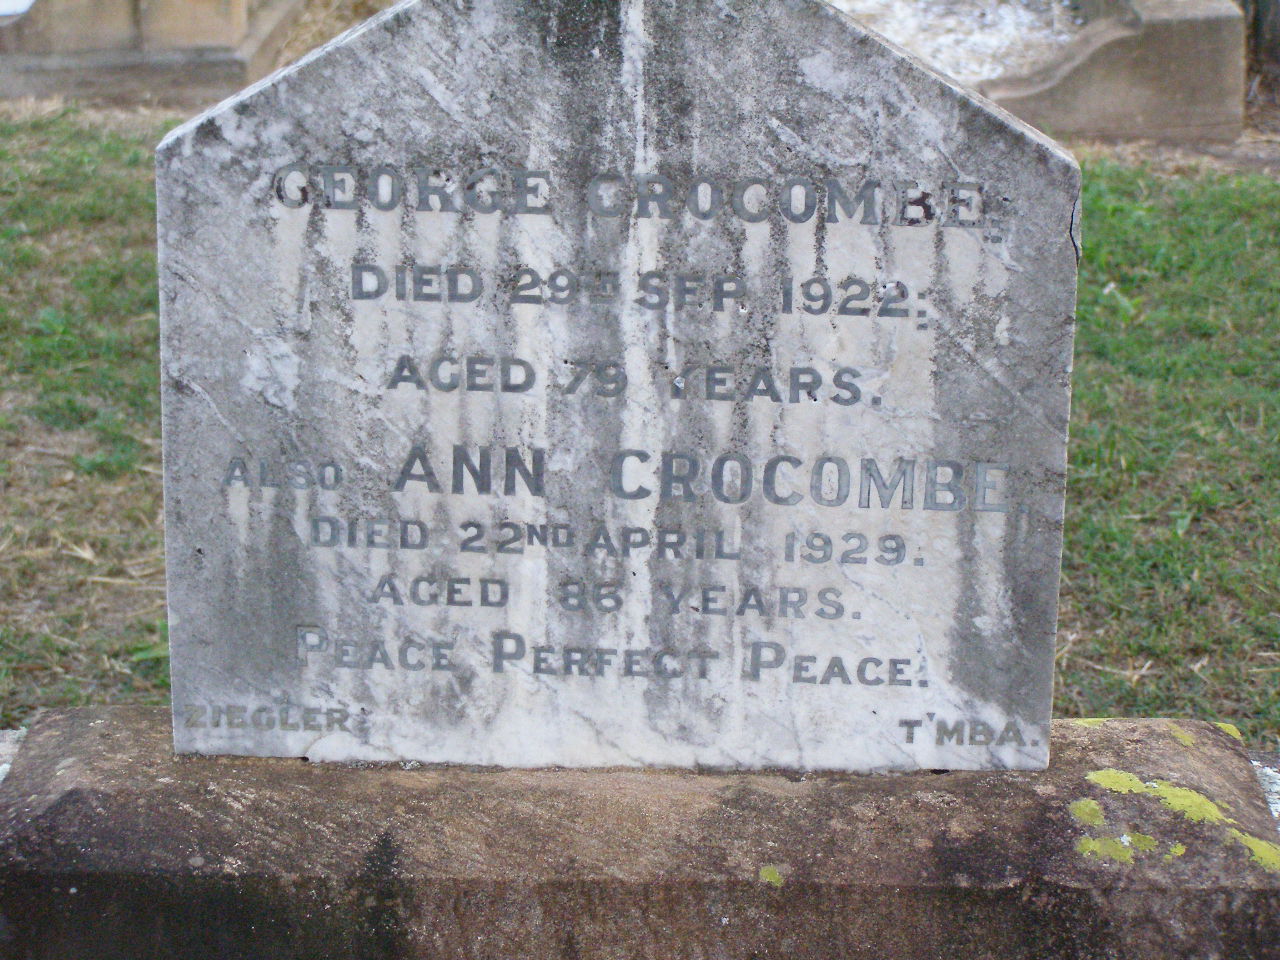 GEORGE CROCOMBE,
DIED 29TH SEP. 1922:
AGED 79 YEARS.
ALSO ANN CROCOMBE,
DIED 22ND APRIL 1929.
AGED YEARS.
PEACE PERFECT PEACE.
ZIEGLER. T'MBA.